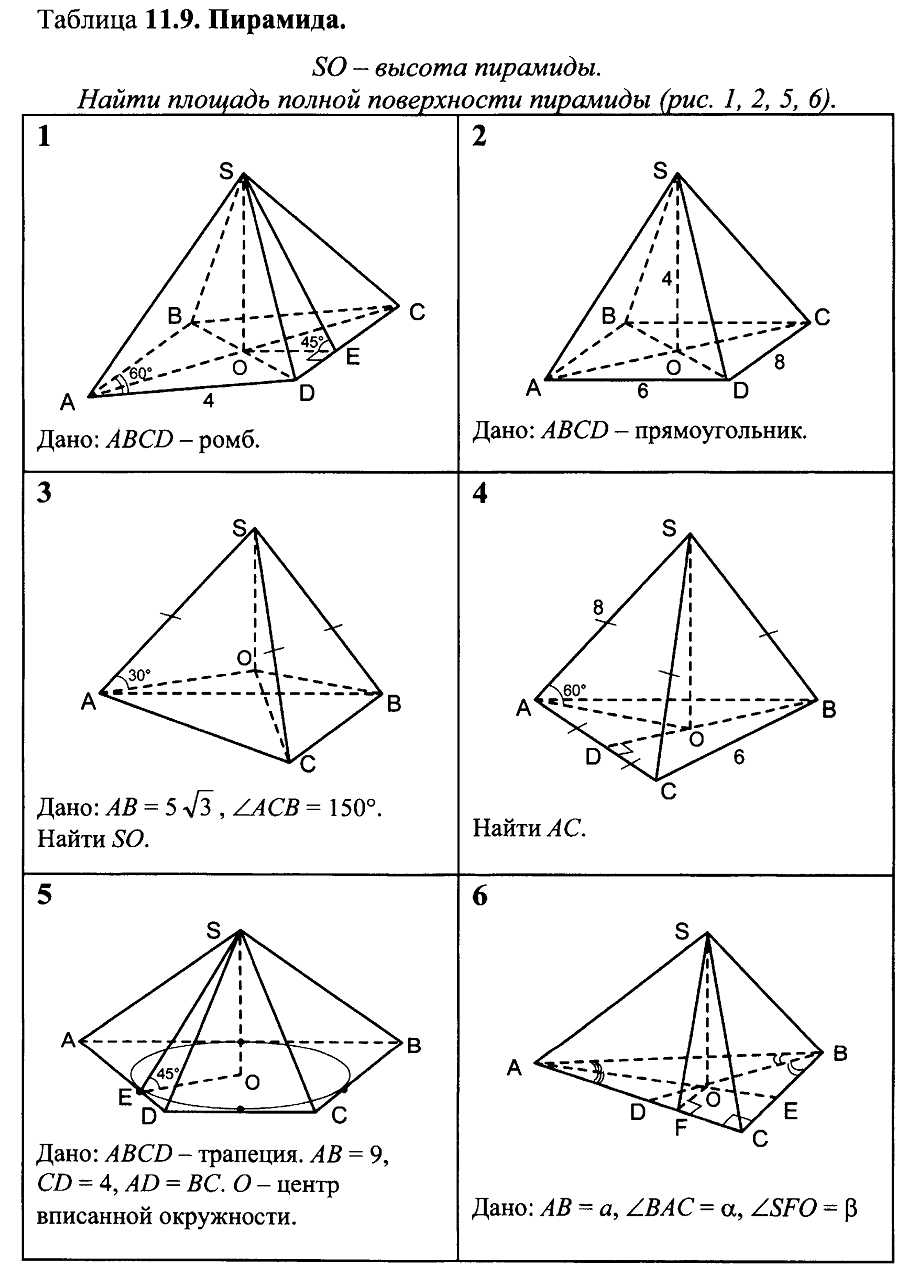 Таблица 11.9. Пирамида.
SO – высота пирамиды.
Найти площадь полной поверхности пирамиды (рис. 1, 2, 5, 6).
1
S
B
C
45°
60°
O
E
A
D
4
Дано: ABCD – ромб.
2
S
4
B
C
O
8
A
6
D
Дано: ABCD – прямоугольник.
3
S
O
30°
A
B
C
Дано: AB = 5√3 , ∠ACB = 150°.
Найти SO.
4
S
8
60°
A
B
D
O
6
C
Найти AC.
5
S
A
B
45°
O
E
D
C
Дано: ABCD – трапеция. AB = 9,
CD = 4, AD = BC. O – центр
вписанной окружности.
6
S
B
A
O
D
E
F
C
Дано: AB = a, ∠BAC = α, ∠SFO = β